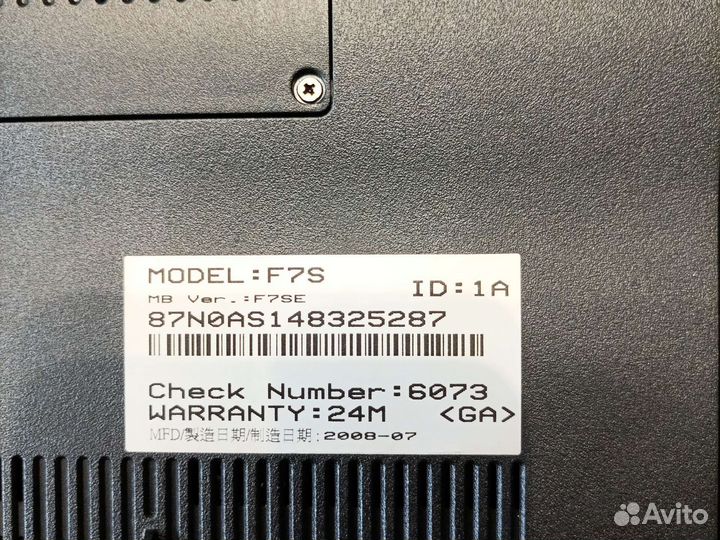 MODEL:F7S
ID:1A
MB Ver.:F7SE
87N0AS148325287
Check Number:6073
WARRANTY:24M <GA>
MFD/製造日期/制造日期:2008-07
Avito